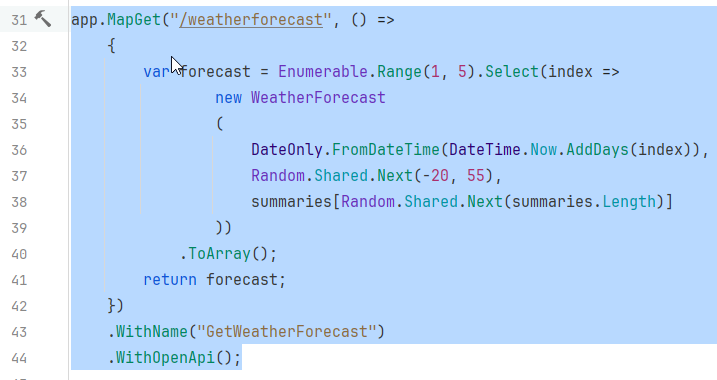 31 app.MapGet("/weatherforecast", () =>
32 {
33 var forecast = Enumerable.Range(1, 5).Select(index =>
34 new WeatherForecast
35 (
36 DateOnly.FromDateTime(DateTime.Now.AddDays(index)),
37 Random.Shared.Next(-20, 55),
38 summaries[Random.Shared.Next(summaries.Length)]
39 ))
40 .ToArray();
41 return forecast;
42 })
43 .WithName("GetWeatherForecast")
44 .WithOpenApi();